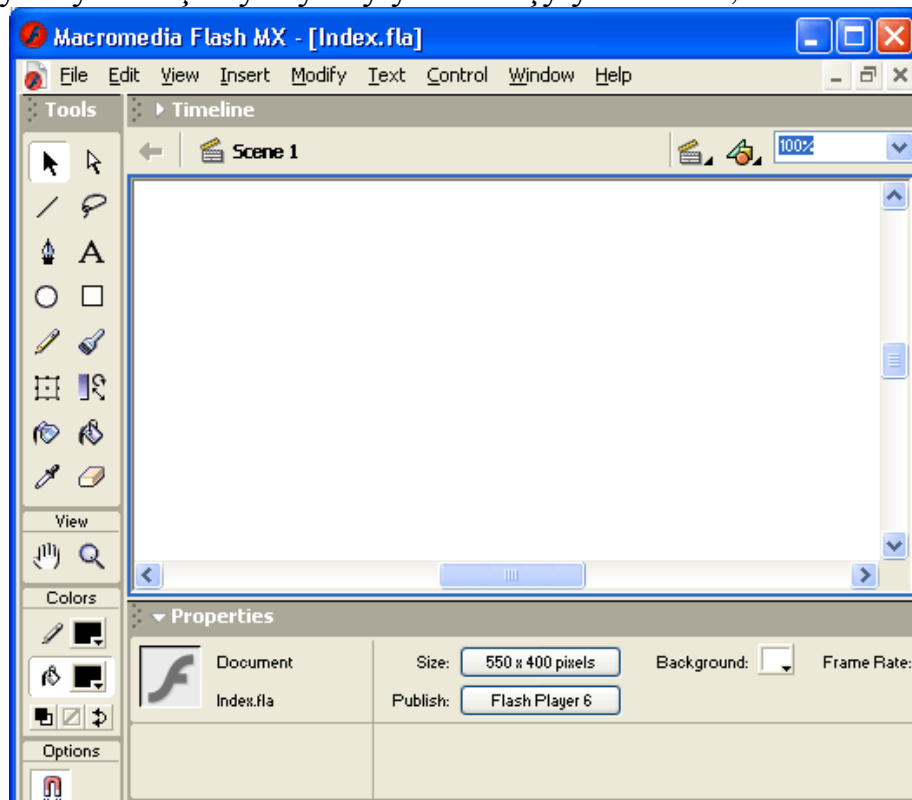 Macromedia Flash MX - [Index.fla]
File Edit View Insert Modify Text Control Window Help
Tools
Timeline
Scene 1
100%
A
View
Colors
Properties
Document
Size: 550 x 400 pixels
Background:
Frame Rate:
Index.fla
Publish: Flash Player 6
Options